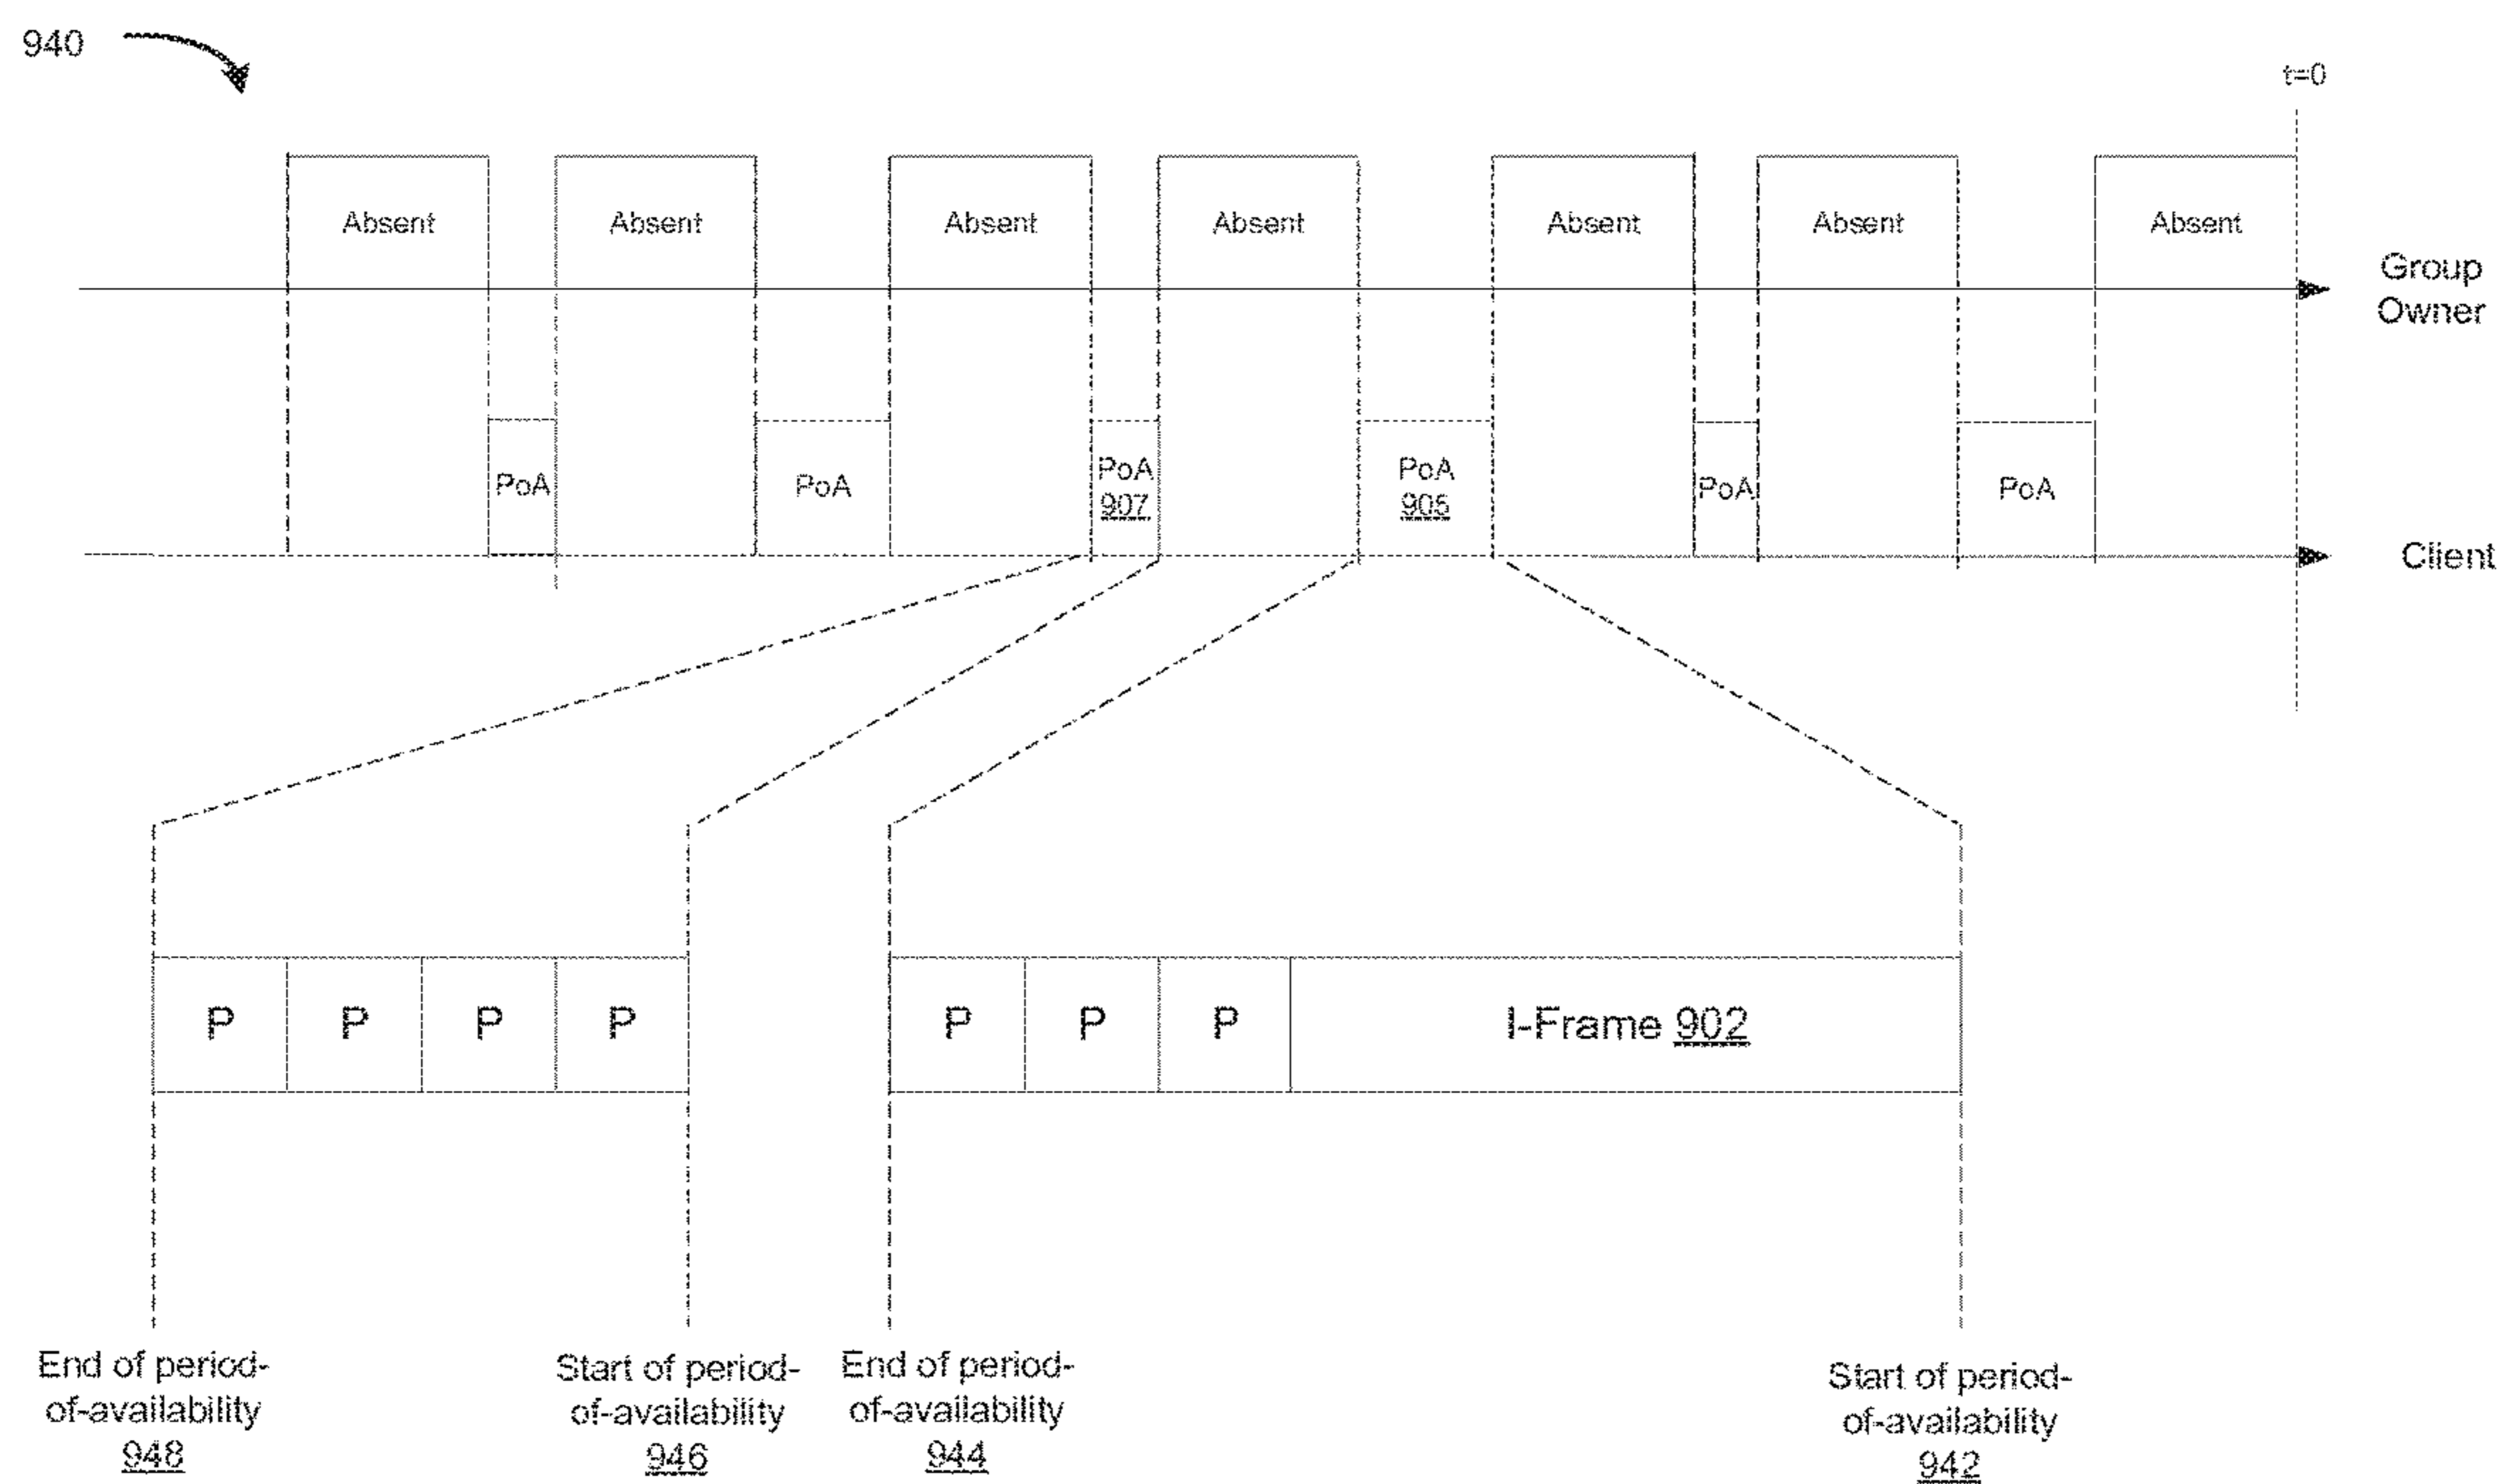 940
t=0
Absent
Absent
Absent
Absent
Absent
Absent
Absent
Group
Owner
PoA
PoA
PoA
907
PoA
905
PoA
PoA
Client
P
P
P
P
P
P
P
I-Frame 902
End of period-
of-availability
948
Start of period-
of-availability
946
End of period-
of-availability
944
Start of period-
of-availability
942